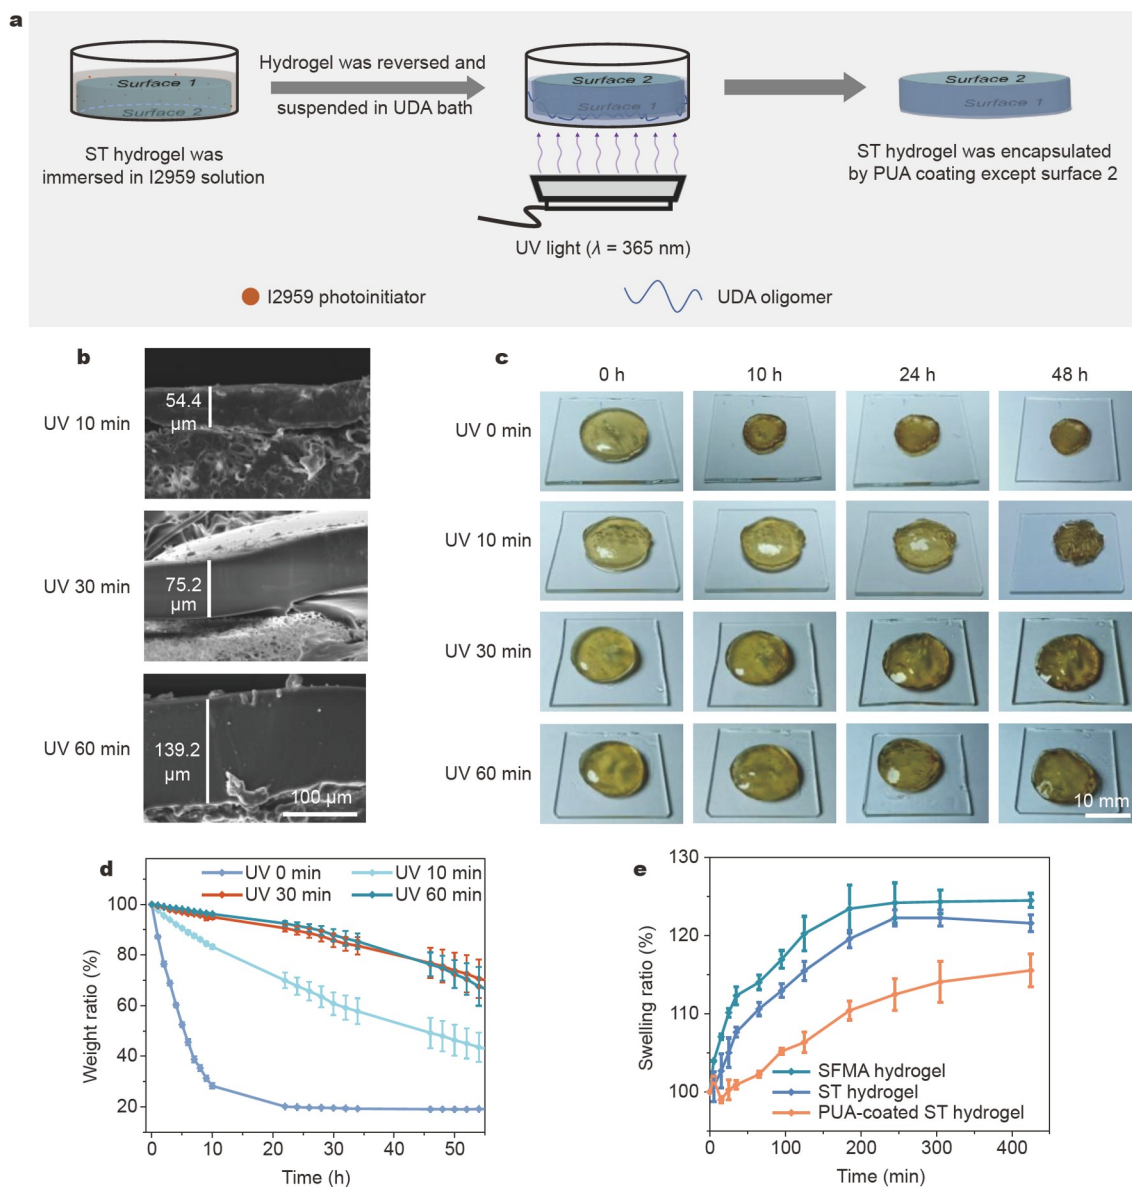 a
Surface 1
Surface 2
Hydrogel was reversed and
suspended in UDA bath
Surface 2
Surface 1
Surface 2
Surface 1
ST hydrogel was
immersed in I2959 solution
ST hydrogel was encapsulated
by PUA coating except surface 2
UV light (λ = 365 nm)
I2959 photoinitiator
UDA oligomer
b
UV 10 min
54.4
µm
UV 30 min
75.2
µm
UV 60 min
139.2
µm
100 µm
c
0 h
10 h
24 h
48 h
UV 0 min
UV 10 min
UV 30 min
UV 60 min
10 mm
d
UV 0 min
UV 10 min
UV 30 min
UV 60 min
100
80
60
40
20
Weight ratio (%)
0
10
20
30
40
50
Time (h)
e
130
120
110
100
Swelling ratio (%)
SFMA hydrogel
ST hydrogel
PUA-coated ST hydrogel
0
100
200
300
400
Time (min)